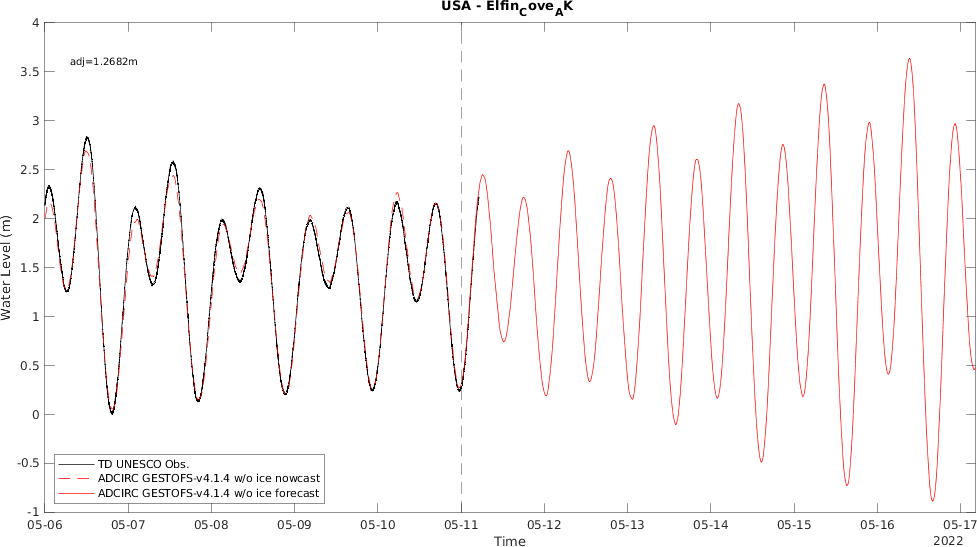 USA - ElfinCoveAK
4
3.5
3
2.5
2
1.5
1
0.5
0
-0.5
-1
Water Level (m)
adj=1.2682m
TD UNESCO Obs.
ADCIRC GESTOFS-v4.1.4 w/o ice nowcast
ADCIRC GESTOFS-v4.1.4 w/o ice forecast
05-06 05-07 05-08 05-09 05-10 05-11 05-12 05-13 05-14 05-15 05-16 05-17
Time
2022